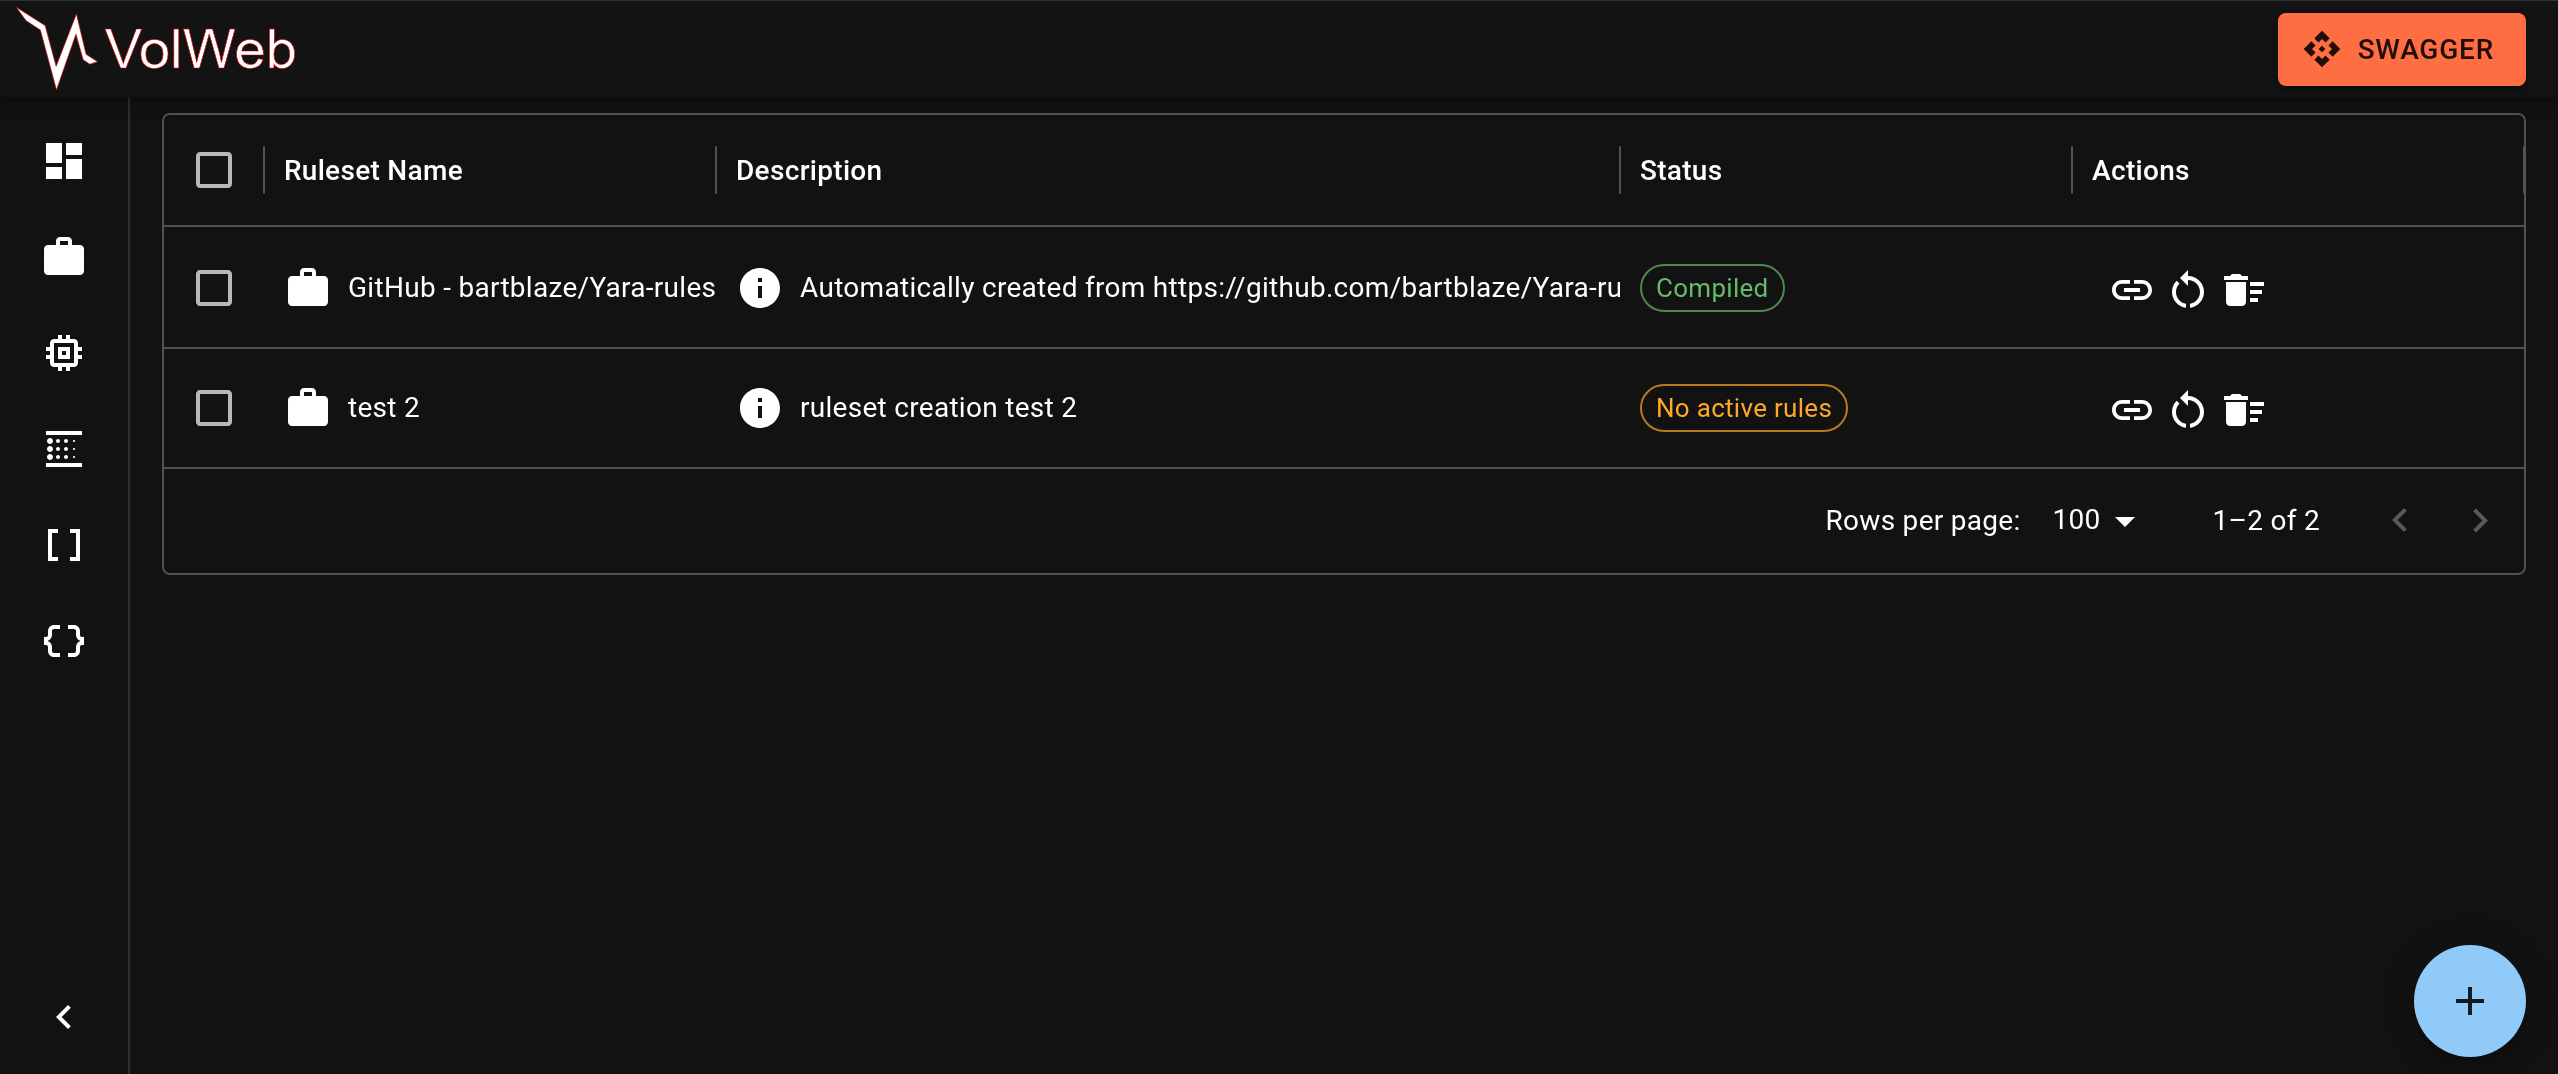 VolWeb
SWAGGER
Ruleset Name Description Status Actions
GitHub - bartblaze/Yara-rules Automatically created from https://github.com/bartblaze/Yara-ru Compiled
test 2 ruleset creation test 2 No active rules
Rows per page: 100 1–2 of 2